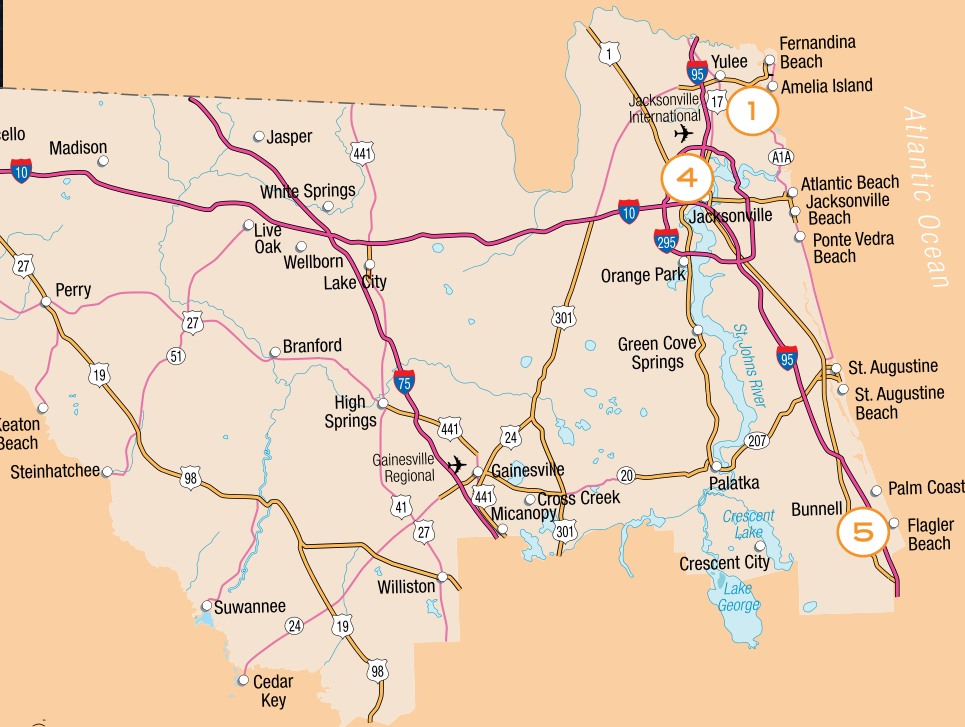 1
Fernandina
Beach
95
Yulee
Amelia Island
17
1
Jacksonville
International
cello
Madison
Jasper
441
A1A
10
4
White Springs
Atlantic Beach
Jacksonville
Beach
Atlantic Ocean
10
Jacksonville
Live
Oak
295
Ponte Vedra
Beach
Wellborn
27
Lake City
Orange Park
Perry
27
301
Green Cove
Springs
St. Johns River
51
Branford
95
19
75
St. Augustine
St. Augustine
Beach
Keaton
Beach
High
Springs
441
24
207
Steinhatchee
98
Gainesville
Regional
Gainesville
20
Palatka
441
Cross Creek
Palm Coast
41
Micanopy
Bunnell
27
301
Crescent
Lake
5
Flagler
Beach
Crescent City
Williston
Lake
George
Suwannee
24
19
98
Cedar
Key